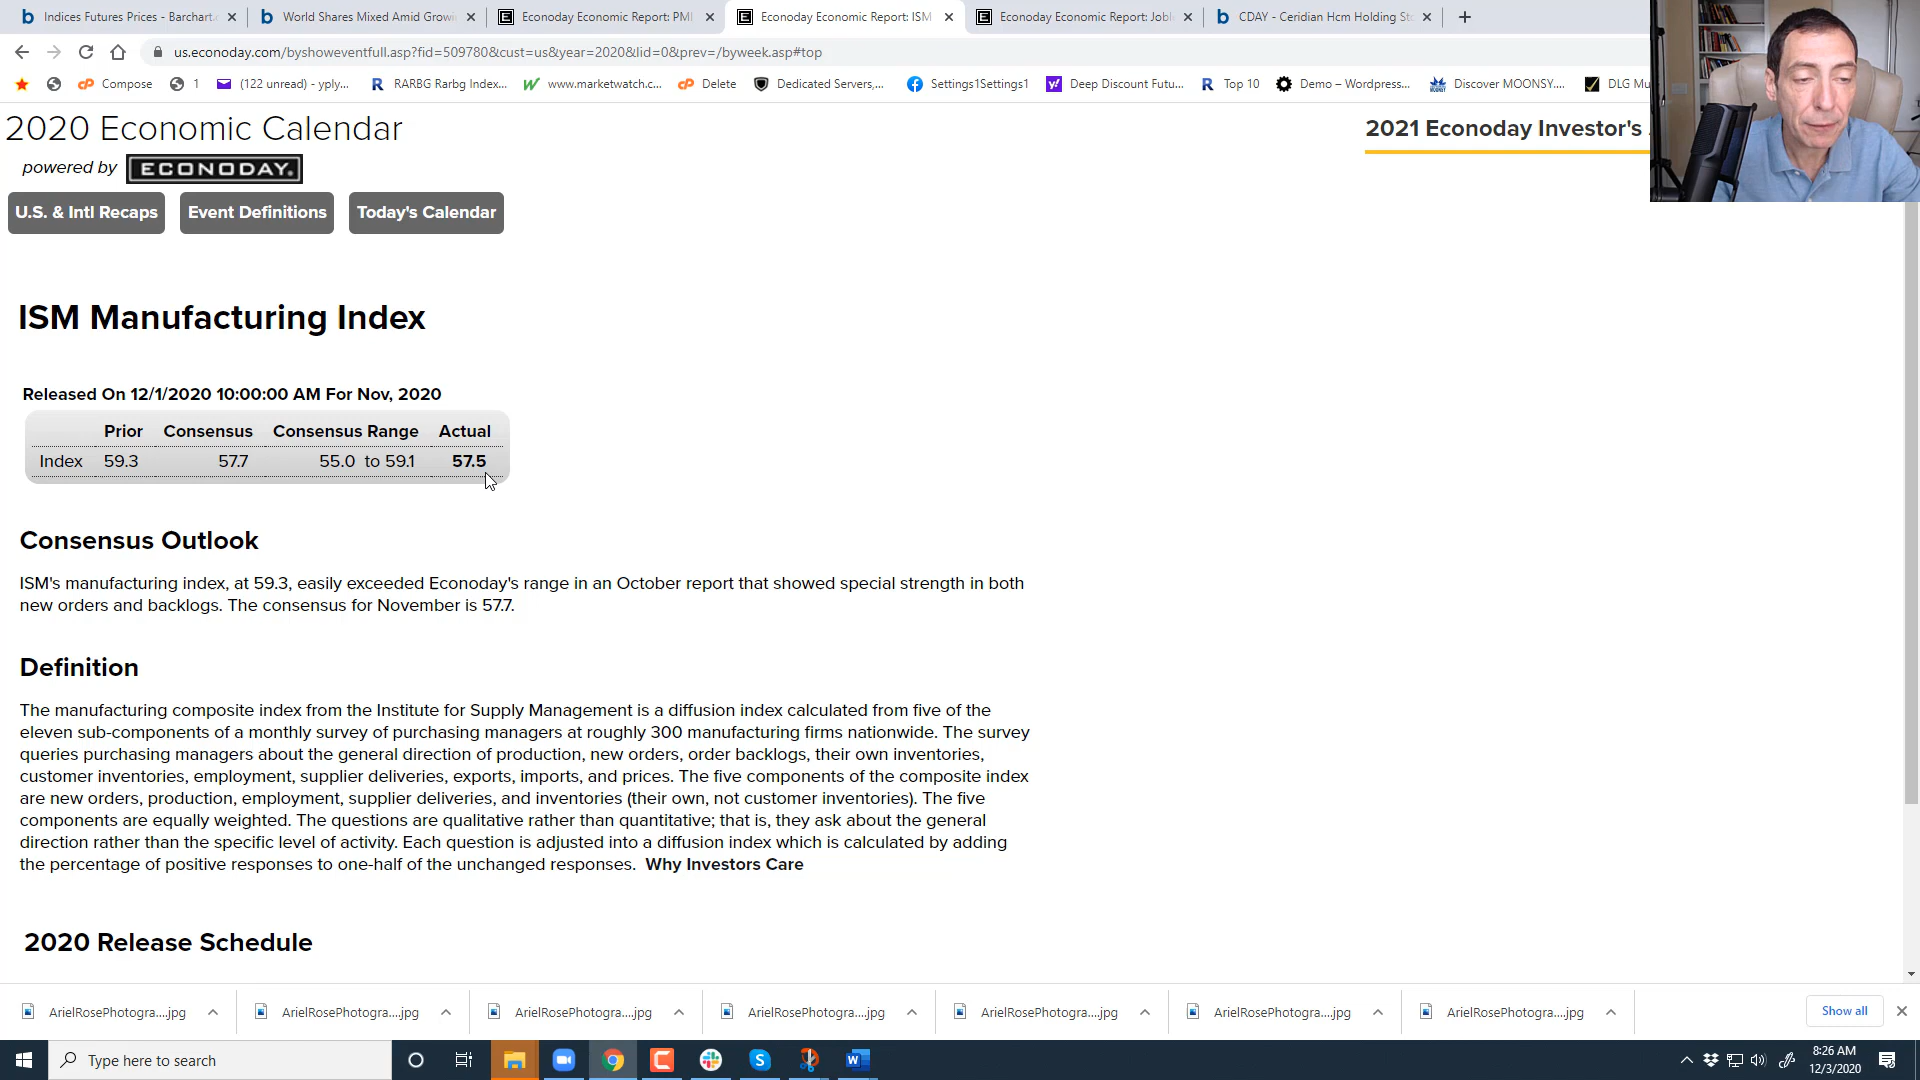 Indices Futures Prices - Barchart.
World Shares Mixed Amid Growi
Econoday Economic Report: PMI
Econoday Economic Report: ISM
Econoday Economic Report: Jobl
CDAY - Ceridian Hcm Holding Sto
us.econoday.com/byshoweventfull.asp?fid=509780&cust=us&year=2020&lid=0&prev=/byweek.asp#top
Compose
1
(122 unread) - yply...
RARBG Rarbg Index...
www.marketwatch.c...
Delete
Dedicated Servers,...
Settings1Settings1
Deep Discount Futu...
Top 10
Demo – Wordpress...
Discover MOONSY....
DLG Mu
2020 Economic Calendar
2021 Econoday Investor's
powered by ECONODAY.
U.S. & Intl Recaps
Event Definitions
Today's Calendar
ISM Manufacturing Index
Released On 12/1/2020 10:00:00 AM For Nov, 2020
Prior Consensus Consensus Range Actual
Index 59.3 57.7 55.0 to 59.1 57.5
Consensus Outlook
ISM's manufacturing index, at 59.3, easily exceeded Econoday's range in an October report that showed special strength in both
new orders and backlogs. The consensus for November is 57.7.
Definition
The manufacturing composite index from the Institute for Supply Management is a diffusion index calculated from five of the
eleven sub-components of a monthly survey of purchasing managers at roughly 300 manufacturing firms nationwide. The survey
queries purchasing managers about the general direction of production, new orders, order backlogs, their own inventories,
customer inventories, employment, supplier deliveries, exports, imports, and prices. The five components of the composite index
are new orders, production, employment, supplier deliveries, and inventories (their own, not customer inventories). The five
components are equally weighted. The questions are qualitative rather than quantitative; that is, they ask about the general
direction rather than the specific level of activity. Each question is adjusted into a diffusion index which is calculated by adding
the percentage of positive responses to one-half of the unchanged responses. Why Investors Care
2020 Release Schedule
ArielRosePhotogra....jpg
ArielRosePhotogra....jpg
ArielRosePhotogra....jpg
ArielRosePhotogra....jpg
ArielRosePhotogra....jpg
ArielRosePhotogra....jpg
ArielRosePhotogra....jpg
Show all
Type here to search
8:26 AM
12/3/2020